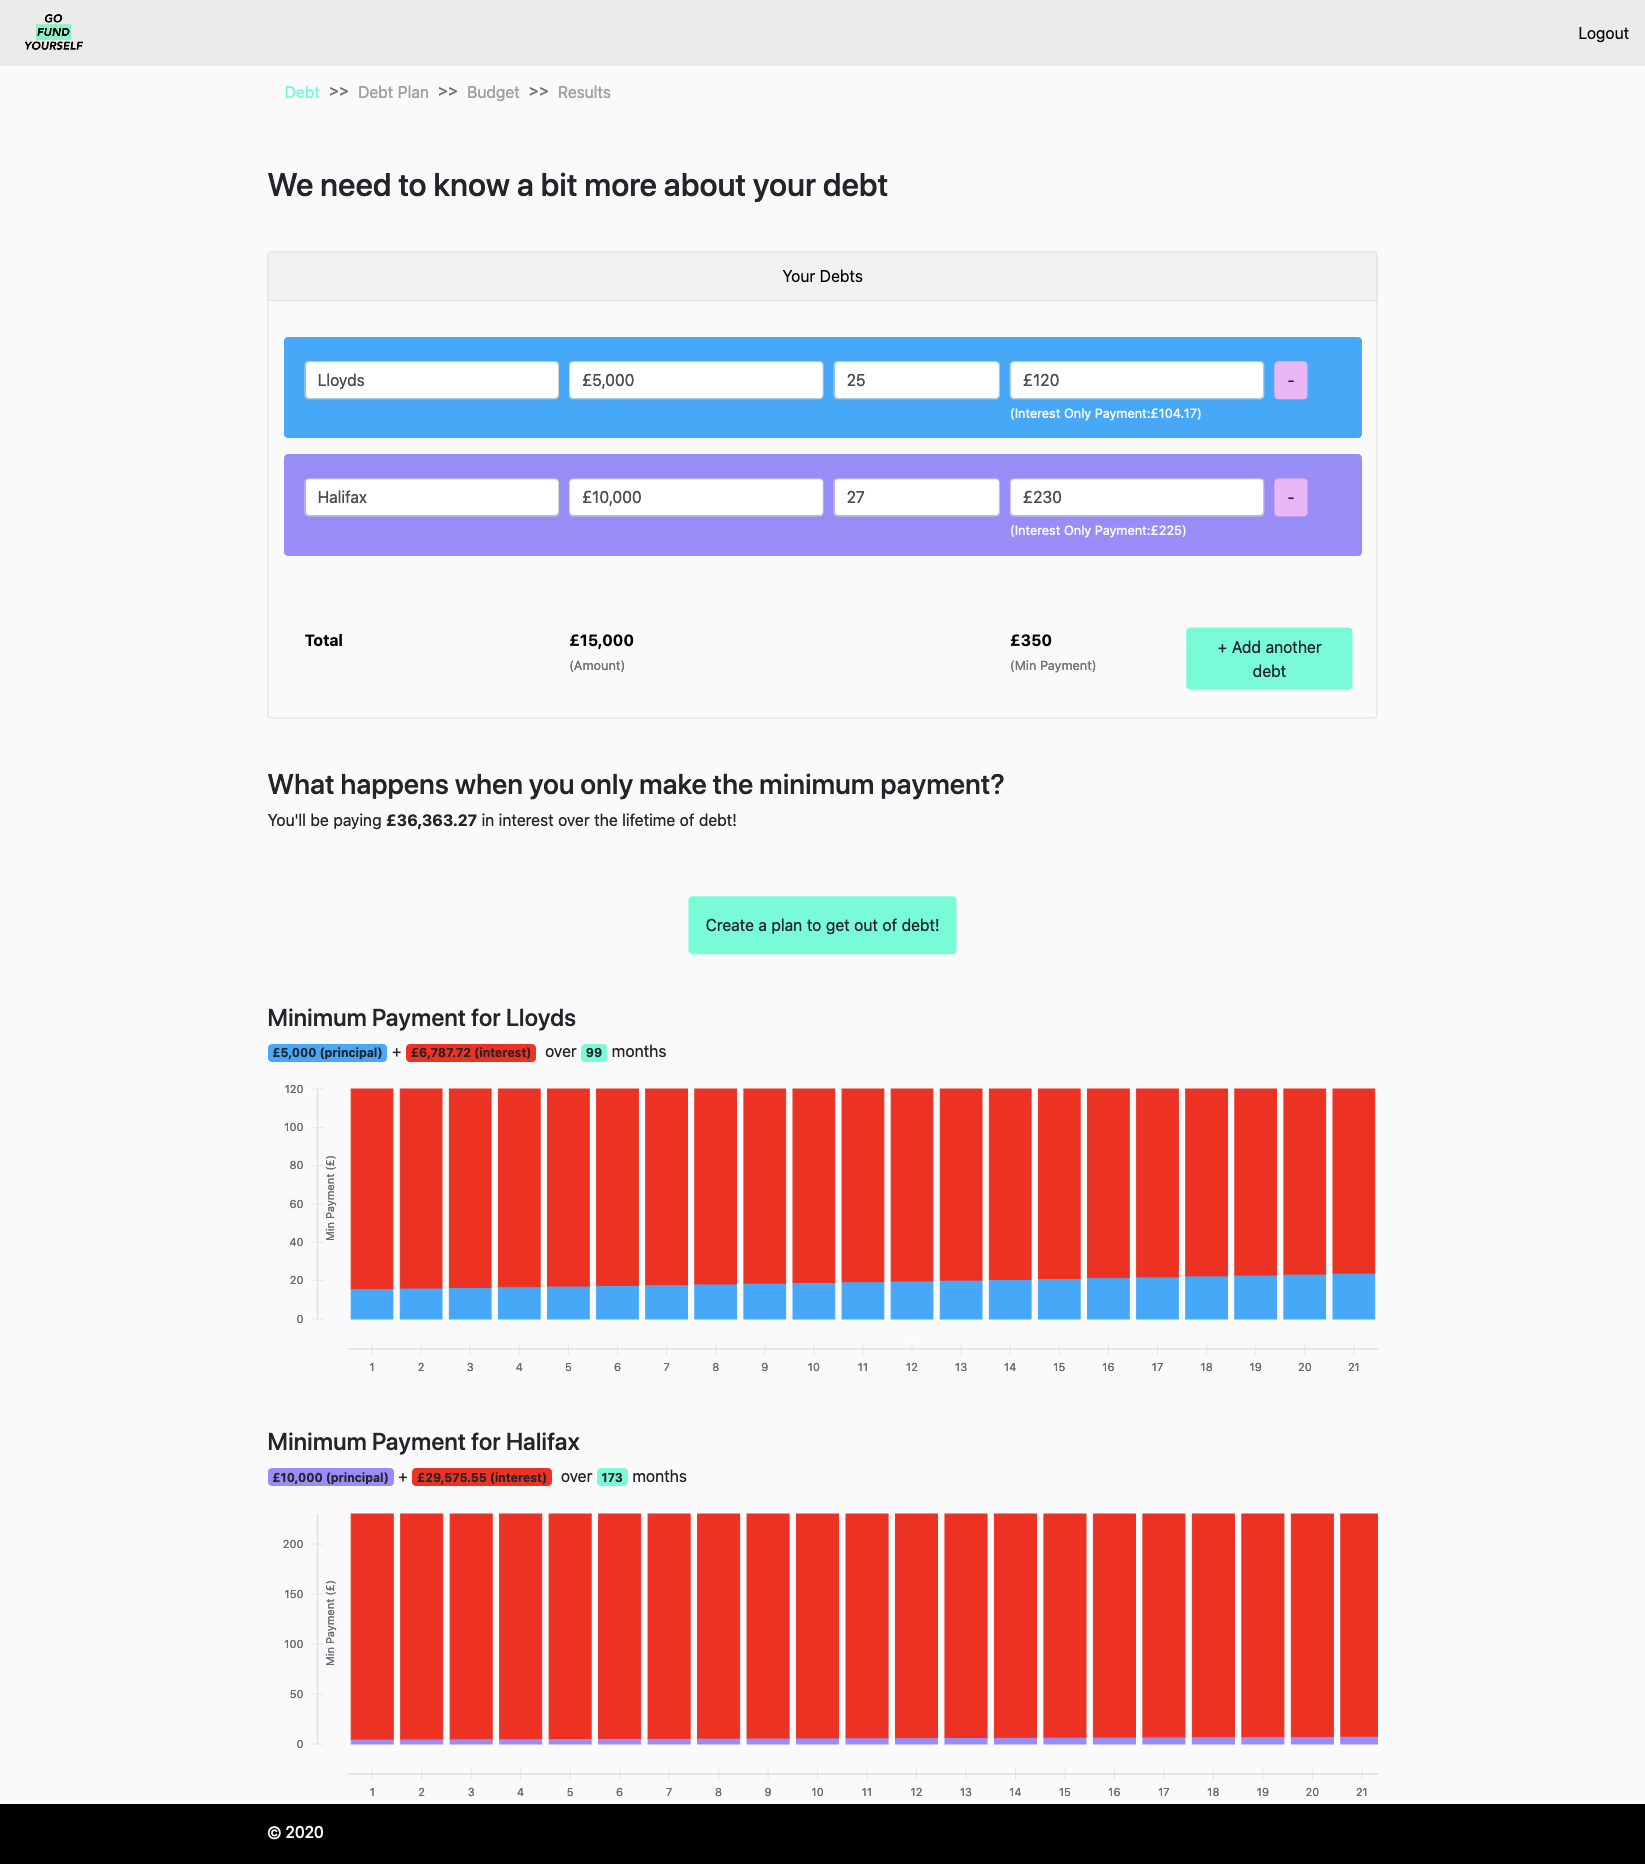 GO
FUND
YOURSELF
Logout
Debt >> Debt Plan >> Budget >> Results
We need to know a bit more about your debt
Your Debts
Lloyds £5,000 25 £120 -
(Interest Only Payment:£104.17)
Halifax £10,000 27 £230 -
(Interest Only Payment:£225)
Total £15,000 £350
(Amount) (Min Payment)
+ Add another
debt
What happens when you only make the minimum payment?
You'll be paying £36,363.27 in interest over the lifetime of debt!
Create a plan to get out of debt!
Minimum Payment for Lloyds
£5,000 (principal) + £6,787.72 (interest) over 99 months
120
100
80
60
40
20
0
Min Payment (£)
1 2 3 4 5 6 7 8 9 10 11 12 13 14 15 16 17 18 19 20 21
Minimum Payment for Halifax
£10,000 (principal) + £29,575.55 (interest) over 173 months
200
150
100
50
0
Min Payment (£)
1 2 3 4 5 6 7 8 9 10 11 12 13 14 15 16 17 18 19 20 21
© 2020